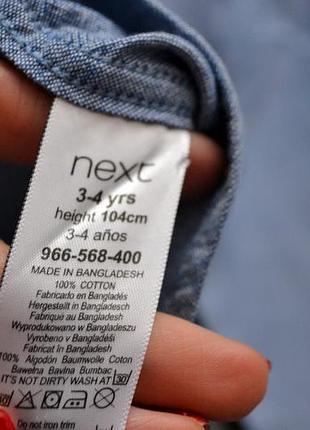 next
3-4 yrs
height 104cm
3-4 años
966-568-400
MADE IN BANGLADESH
100% COTTON
Fabricado en Bangladés
Hergestellt in Bangladesch
Fabriqué au Bangladesh
Wyprodukowano w Bangladeszu
Vyrobeno v Bangladéši
Fabricat în Bangladesh
100% Algodón Baumwolle Coton
Bawełna Bavlna Bumbac
IT'S NOT DIRTY WASH AT 30
Do not iron trim